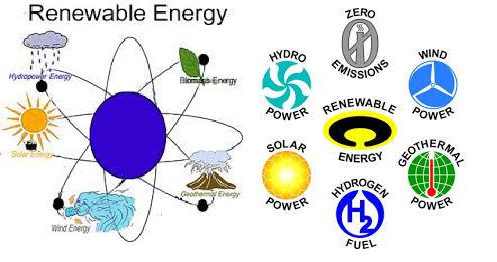 Renewable Energy
Hydropower Energy
Biomass Energy
Solar Energy
Geothermal Energy
Wind Energy
ZERO
EMISSIONS
HYDRO
POWER
WIND
POWER
RENEWABLE
ENERGY
SOLAR
POWER
GEOTHERMAL
POWER
HYDROGEN
H2
FUEL